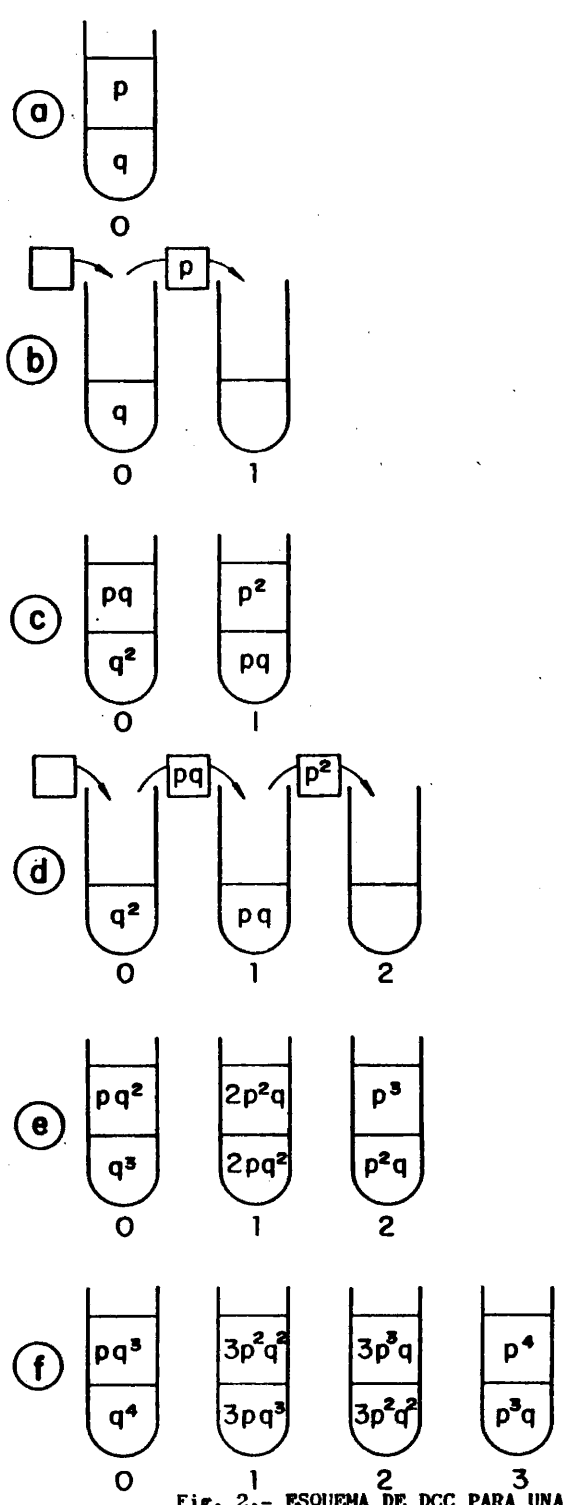 a
p
q
0
p
b
q
0 1
pq p²
c
q² pq
0 1
pq p²
d
q² pq
0 1 2
pq² 2p²q p³
e
q³ 2pq² p²q
0 1 2
pq³ 3p²q² 3p³q p⁴
f
q⁴ 3pq³ 3p²q² p³q
0 1 2 3
Fig. 2.- ESQUEMA DE DCC PARA UNA